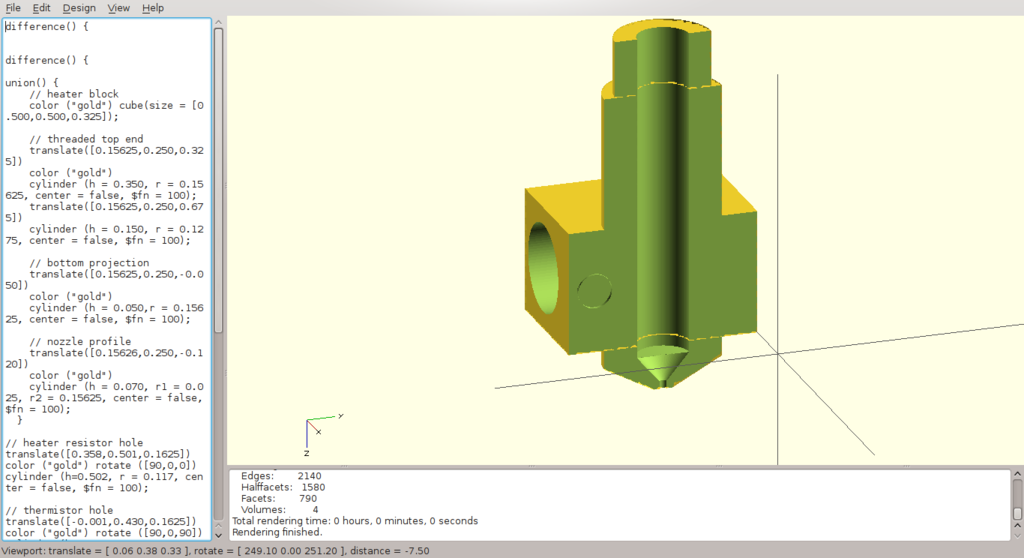 File Edit Design View Help
difference() {
difference() {
union() {
// heater block
color ("gold") cube(size = [0
.500,0.500,0.325]);
// threaded top end
translate([0.15625,0.250,0.32
5])
color ("gold")
cylinder (h = 0.350, r = 0.15
625, center = false, $fn = 100);
translate([0.15625,0.250,0.67
5])
cylinder (h = 0.150, r = 0.12
75, center = false, $fn = 100);
// bottom projection
translate([0.15625,0.250,-0.0
50])
color ("gold")
cylinder (h = 0.050,r = 0.156
25, center = false, $fn = 100);
// nozzle profile
translate([0.15626,0.250,-0.1
20])
color ("gold")
cylinder (h = 0.070, r1 = 0.0
25, r2 = 0.15625, center = false,
$fn = 100);
}
// heater resistor hole
translate([0.358,0.501,0.1625])
color ("gold") rotate ([90,0,0])
cylinder (h=0.502, r = 0.117, cen
ter = false, $fn = 100);
// thermistor hole
translate([-0.001,0.430,0.1625])
color ("gold") rotate ([90,0,90])
y
x
z
Edges: 2140
Halffacets: 1580
Facets: 790
Volumes: 4
Total rendering time: 0 hours, 0 minutes, 0 seconds
Rendering finished.
Viewport: translate = [ 0.06 0.38 0.33 ], rotate = [ 249.10 0.00 251.20 ], distance = -7.50